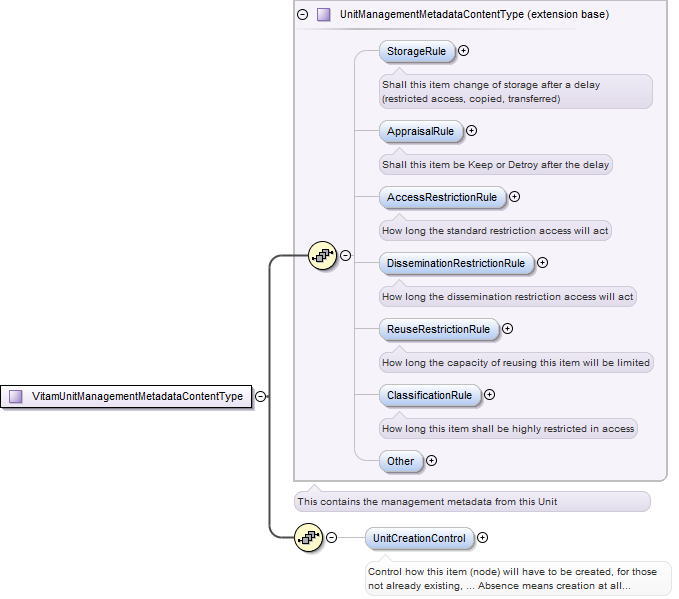 UnitManagementMetadataContentType (extension base)
StorageRule
Shall this item change of storage after a delay
(restricted access, copied, transferred)
AppraisalRule
Shall this item be Keep or Detroy after the delay
AccessRestrictionRule
How long the standard restriction access will act
DisseminationRestrictionRule
How long the dissemination restriction access will act
ReuseRestrictionRule
How long the capacity of reusing this item will be limited
ClassificationRule
How long this item shall be highly restricted in access
Other
VitamUnitManagementMetadataContentType
This contains the management metadata from this Unit
UnitCreationControl
Control how this item (node) will have to be created, for those
not already existing, ... Absence means creation at all...